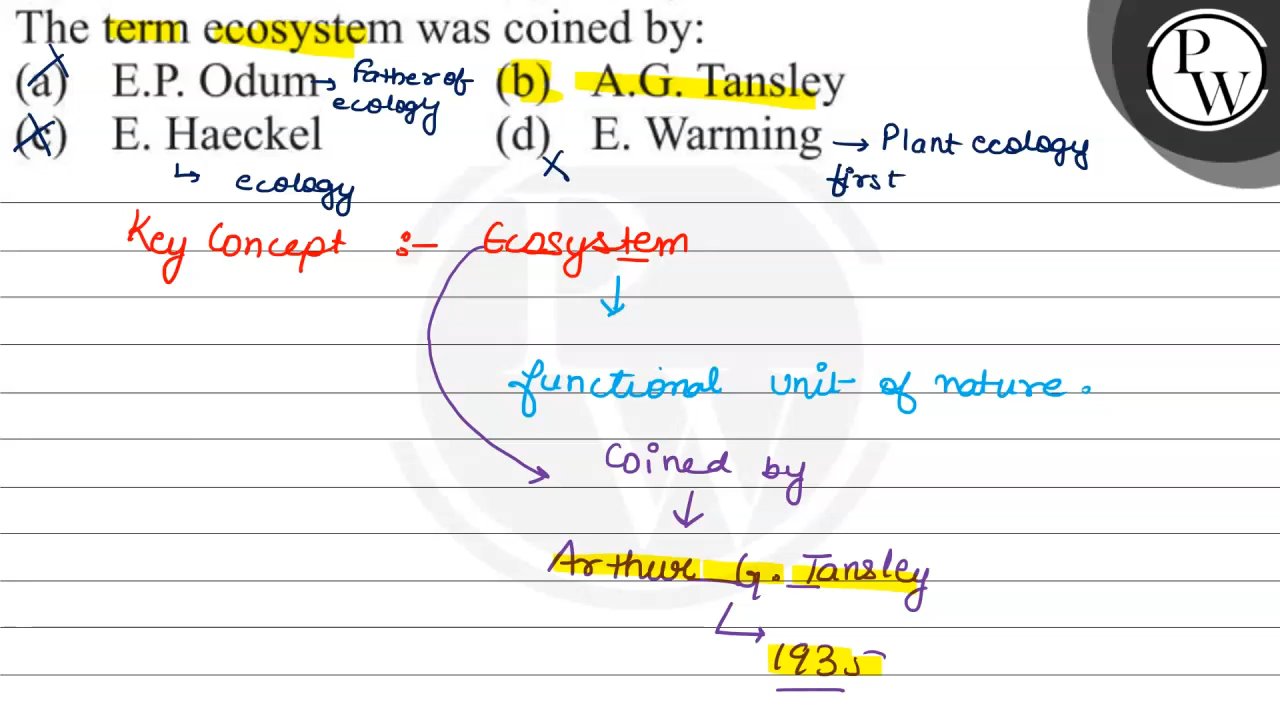 The term ecosystem was coined by:
(a) E.P. Odum → Father of ecology (b) A.G. Tansley
(c) E. Haeckel (d) E. Warming → Plant ecology first
↳ ecology
Key Concept :- Ecosystem
↓
functional unit of nature.
Coined by
↓
Arthur G. Tansley
1935
PW